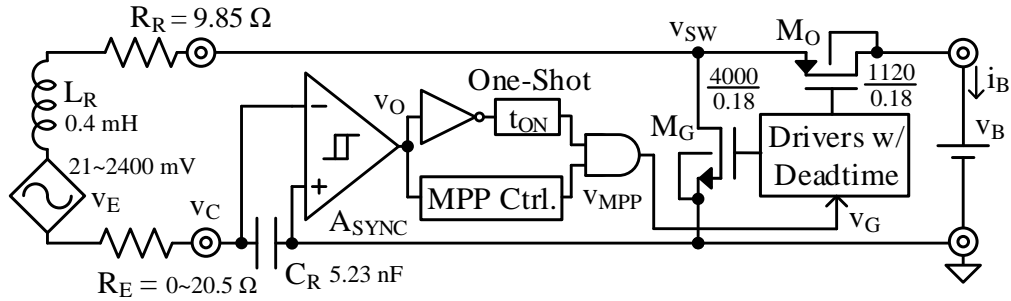 R_R = 9.85 Ω
v_SW
M_O
One-Shot
4000/0.18
1120/0.18
i_B
L_R
0.4 mH
−
v_O
t_ON
M_G
Drivers w/ Deadtime
v_B
21~2400 mV
v_E
+
MPP Ctrl.
v_MPP
v_C
A_SYNC
v_G
R_E = 0~20.5 Ω
C_R 5.23 nF